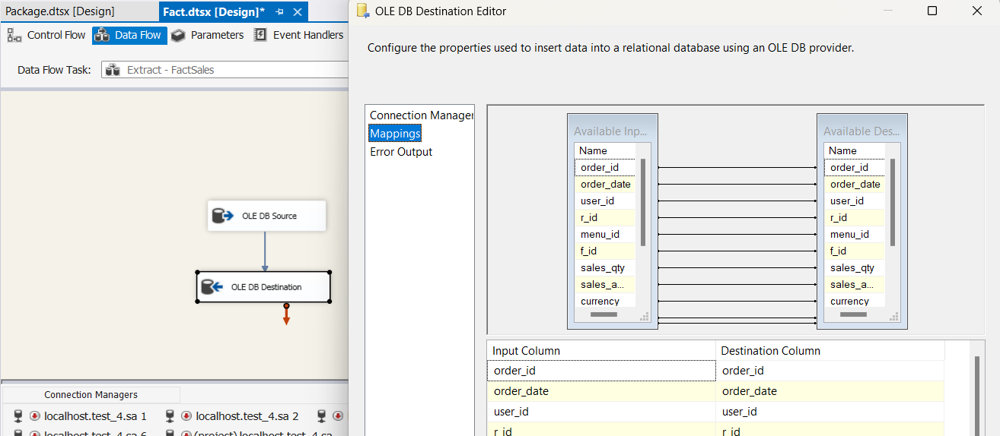 Package.dtsx [Design]
Fact.dtsx [Design]*
Control Flow
Data Flow
Parameters
Event Handlers
Data Flow Task:
Extract - FactSales
OLE DB Source
OLE DB Destination
Connection Managers
localhost.test_4.sa 1
localhost.test_4.sa 2
localhost.test_4.sa 6
(project) localhost.test_4.sa
OLE DB Destination Editor
Configure the properties used to insert data into a relational database using an OLE DB provider.
Connection Manager
Mappings
Error Output
Available Inp...
Name
order_id
order_date
user_id
r_id
menu_id
f_id
sales_qty
sales_a...
currency
Available Des...
Name
order_id
order_date
user_id
r_id
menu_id
f_id
sales_qty
sales_a...
currency
Input Column
Destination Column
order_id
order_id
order_date
order_date
user_id
user_id
r_id
r_id